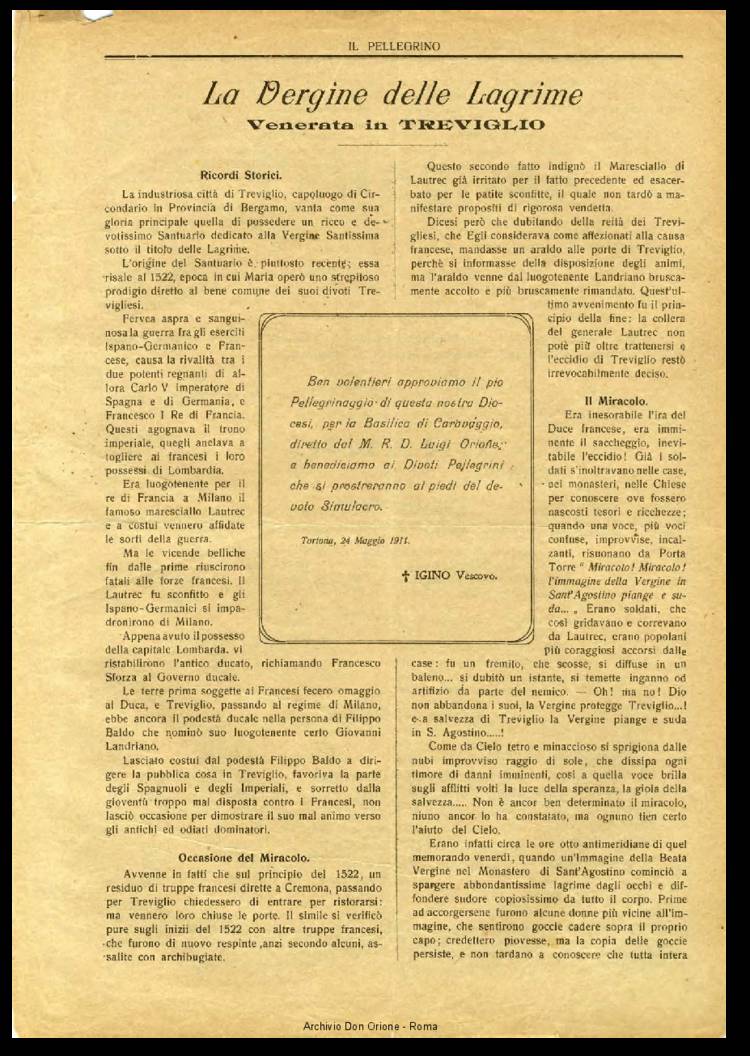 IL PELLEGRINO
La Vergine delle Lagrime
Venerata in TREVIGLIO
Ricordi Storici.
La industriosa città di Treviglio, capoluogo di Cir-
condario in Provincia di Bergamo, vanta come sua
gloria principale quella di possedere un ricco e de-
votissimo Santuario dedicato alla Vergine Santissima
sotto il titolo delle Lagrime.
L'origine del Santuario è piuttosto recente; essa
risale al 1522, epoca in cui Maria operò uno strepitoso
prodigio diretto al bene comune dei suoi divoti Tre-
vigliesi.
Fervea aspra e sangui-
nosa la guerra fra gli eserciti
Ispano-Germanico e Fran-
cese, causa la rivalità tra i
due potenti regnanti di al-
lora Carlo V imperatore di
Spagna e di Germania, e
Francesco I Re di Francia.
Questi agognava il trono
imperiale, quegli anelava a
togliere ai francesi i loro
possessi di Lombardia.
Era luogotenente per il
re di Francia a Milano il
famoso maresciallo Lautrec
e a costui vennero affidate
le sorti della guerra.
Ma le vicende belliche
fin dalle prime riuscirono
fatali alle forze francesi. Il
Lautrec fu sconfitto e gli
Ispano-Germanici si impa-
dronirono di Milano.
Appena avuto il possesso
della capitale Lombarda, vi
ristabilirono l'antico ducato, richiamando Francesco
Sforza al Governo ducale.
Le terre prima soggette ai Francesi fecero omaggio
al Duca, e Treviglio, passando al regime di Milano,
ebbe ancora il podestà ducale nella persona di Filippo
Baldo che nominò suo luogotenente certo Giovanni
Landriano.
Lasciato costui dal podestà Filippo Baldo a diri-
gere la pubblica cosa in Treviglio, favoriva la parte
degli Spagnuoli e degli Imperiali, e sorretto dalla
gioventù troppo mal disposta contro i Francesi, non
lasciò occasione per dimostrare il suo mal animo verso
gli antichi ed odiati dominatori.
Occasione del Miracolo.
Avvenne in fatti che sul principio del 1522, un
residuo di truppe francesi dirette a Cremona, passando
per Treviglio chiedessero di entrare per ristorarsi:
ma vennero loro chiuse le porte. Il simile si verificò
pure sugli inizii del 1522 con altre truppe francesi,
che furono di nuovo respinte ,anzi secondo alcuni, as-
salite con archibugiate.
Ben volentieri approviamo il pio
Pellegrinaggio di questa nostra Dio-
cesi, per la Basilica di Caravaggio,
diretto dal M. R. D. Luigi Orione;
e benediciamo ai Divoti Pellegrini
che si prostreranno ai piedi del de-
voto Simulacro.
Tortona, 24 Maggio 1911.
† IGINO Vescovo.
Questo secondo fatto indignò il Maresciallo di
Lautrec già irritato per il fatto precedente ed esacer-
bato per le patite sconfitte, il quale non tardò a ma-
nifestare propositi di rigorosa vendetta.
Dicesi però che dubitando della reità dei Trevi-
gliesi, che Egli considerava come affezionati alla causa
francese, mandasse un araldo alle porte di Treviglio,
perchè si informasse della disposizione degli animi,
ma l'araldo venne dal luogotenente Landriano brusca-
mente accolto e più bruscamente rimandato. Quest'ul-
timo avvenimento fu il prin-
cipio della fine: la collera
del generale Lautrec non
potè più oltre trattenersi e
l'eccidio di Treviglio restò
irrevocabilmente deciso.
Il Miracolo.
Era inesorabile l'ira del
Duce francese, era immi-
nente il saccheggio, inevi-
tabile l'eccidio! Già i sol-
dati s'inoltravano nelle case,
nei monasteri, nelle Chiese
per conoscere ove fossero
nascosti tesori e ricchezze;
quando una voce, più voci
confuse, improvvise, incal-
zanti, risuonano da Porta
Torre " Miracolo! Miracolo!
l'immagine della Vergine in
Sant'Agostino piange e su-
da... „ Erano soldati, che
così gridavano e correvano
da Lautrec, erano popolani
più coraggiosi accorsi dalle
case: fu un fremito, che scosse, si diffuse in un
baleno... si dubitò un istante, si temette inganno od
artifizio da parte del nemico. — Oh! ma no! Dio
non abbandona i suoi, la Vergine protegge Treviglio...!
e a salvezza di Treviglio la Vergine piange e suda
in S. Agostino.....!
Come da Cielo tetro e minaccioso si sprigiona dalle
nubi improvviso raggio di sole, che dissipa ogni
timore di danni imminenti, così a quella voce brilla
sugli afflitti volti la luce della speranza, la gioia della
salvezza..... Non è ancor ben determinato il miracolo,
niuno ancor lo ha constatato, ma ognuno tien certo
l'aiuto del Cielo.
Erano infatti circa le ore otto antimeridiane di quel
memorando venerdì, quando un'Immagine della Beata
Vergine nel Monastero di Sant'Agostino cominciò a
spargere abbondantissime lagrime dagli occhi e dif-
fondere sudore copiosissimo da tutto il corpo. Prime
ad accorgersene furono alcune donne più vicine all'im-
magine, che sentirono goccie cadere sopra il proprio
capo; credettero piovesse, ma la copia delle goccie
persiste, e non tardano a conoscere che tutta intera
Archivio Don Orione - Roma